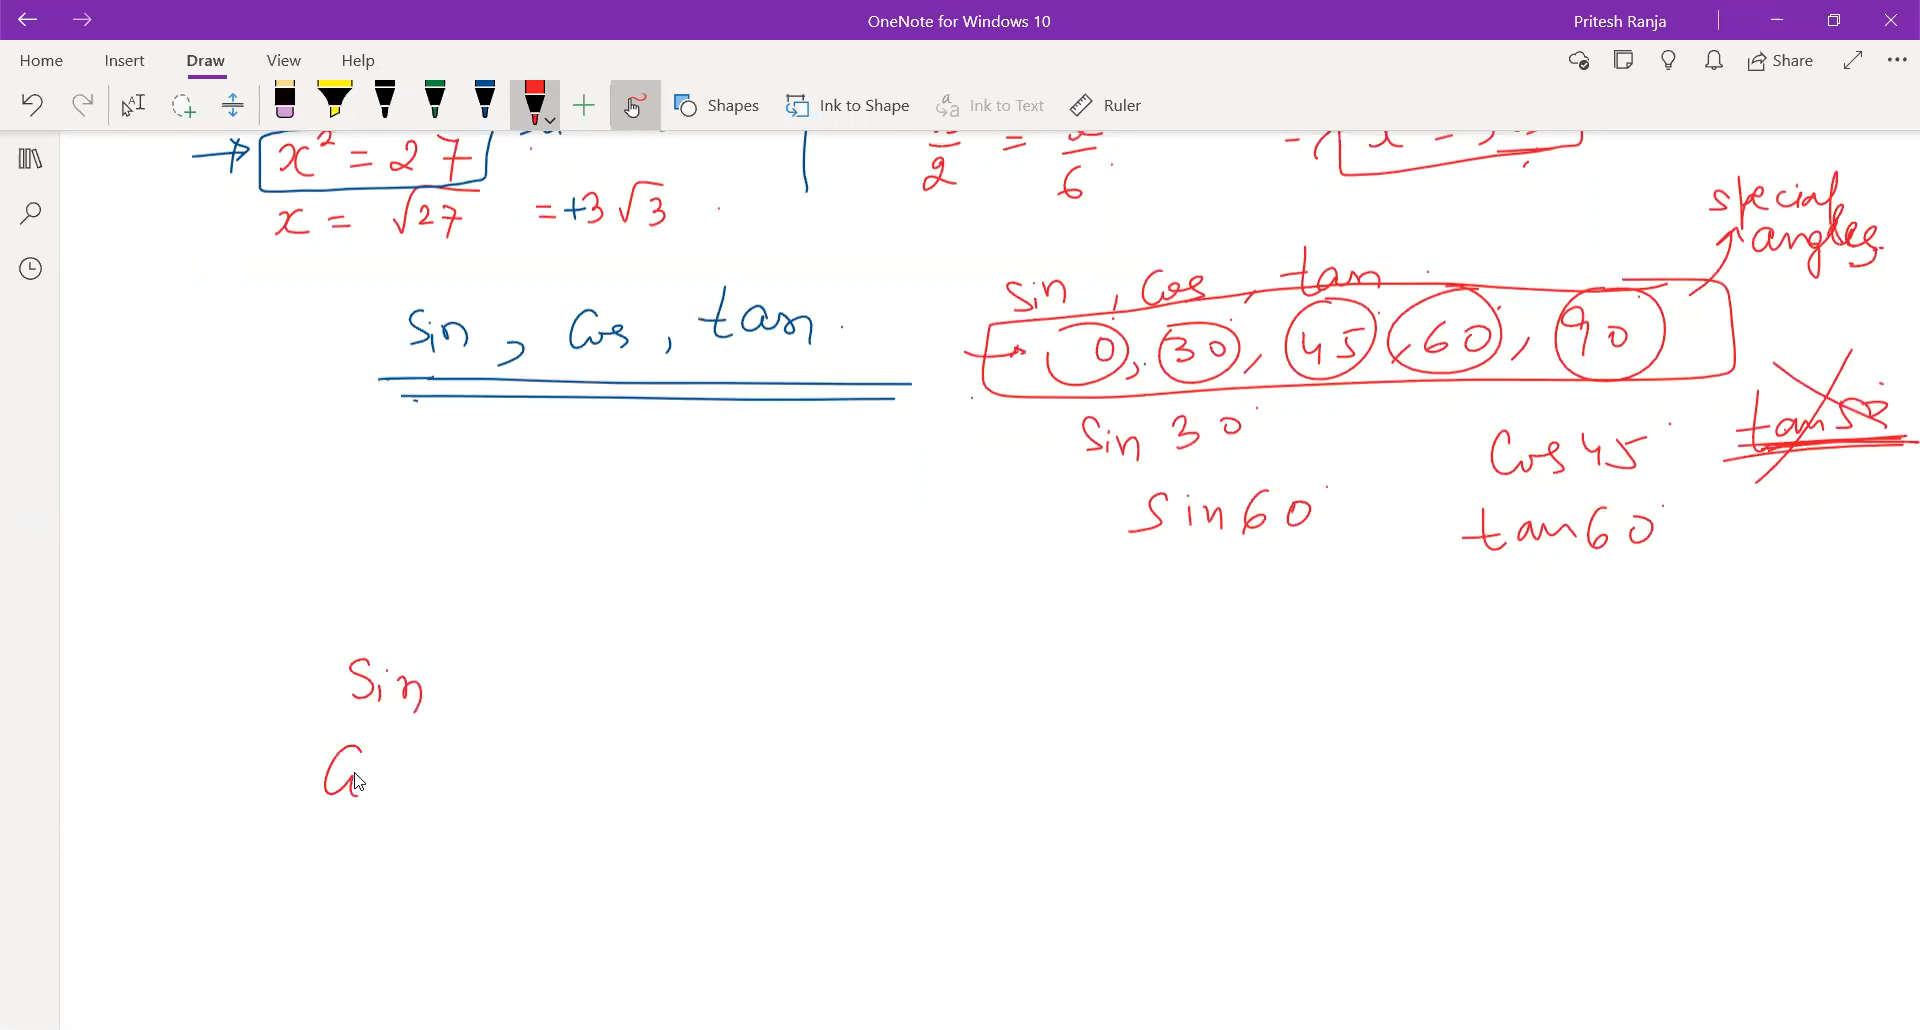 OneNote for Windows 10
Pritesh Ranja
Home Insert Draw View Help
Share
Shapes Ink to Shape Ink to Text Ruler
x² = 27
2 = 6
x = √27 = +3√3
special
angles
sin, cos, tan
sin, cos, tan
0, 30, 45, 60, 90
sin 30
cos 45
sin 60
tan 60
Sin